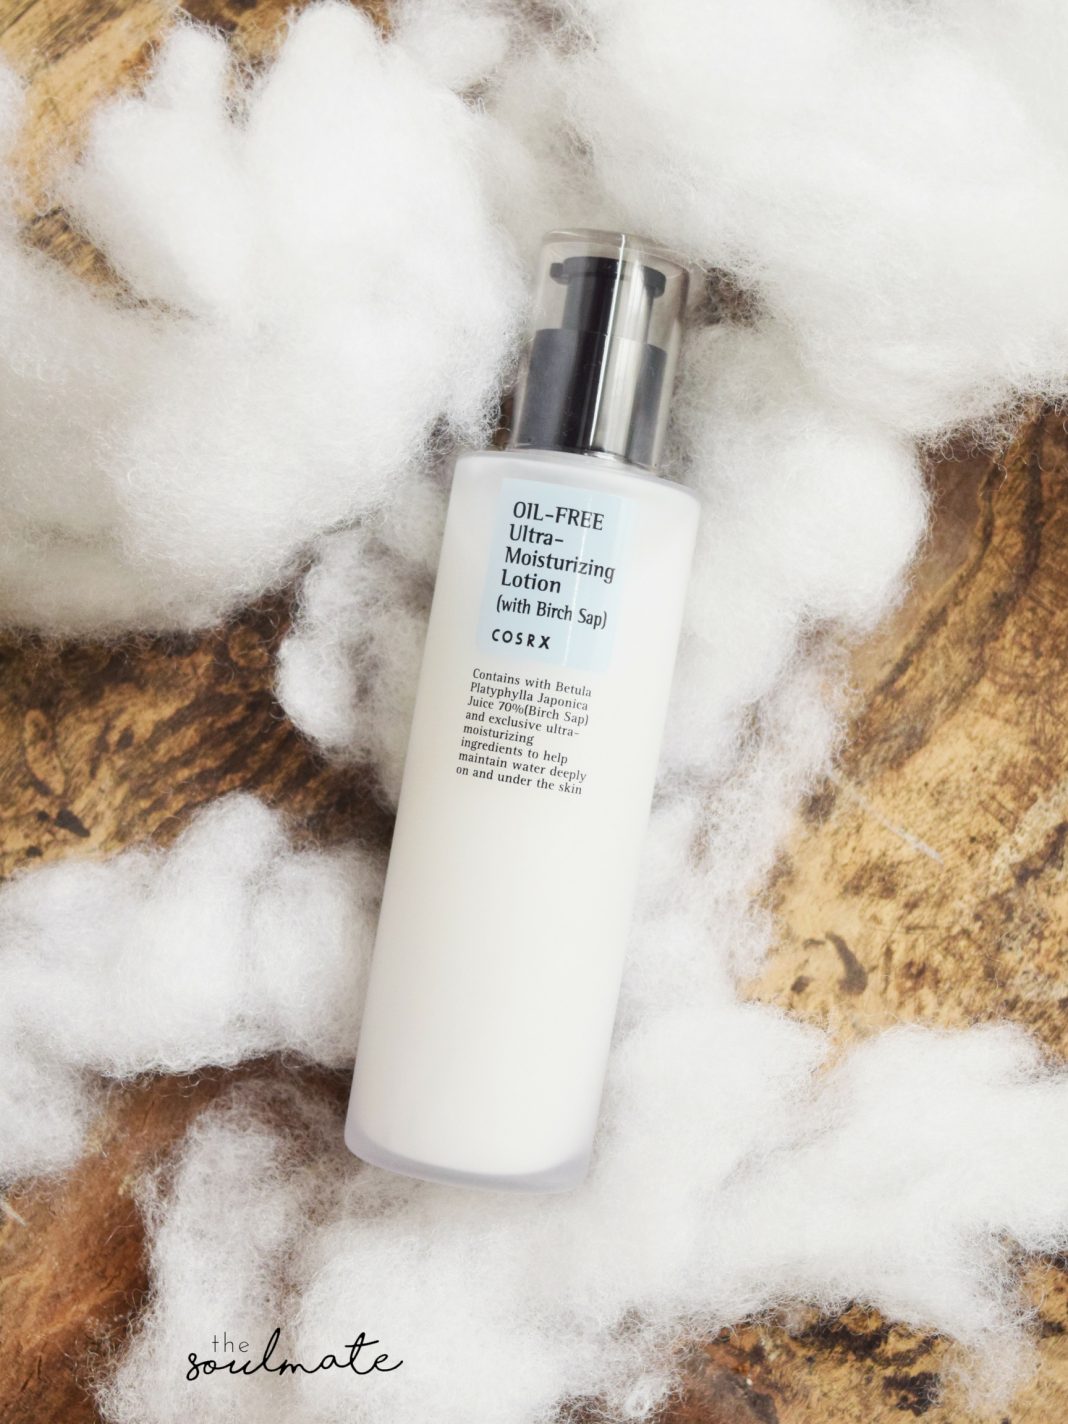 OIL-FREE
Ultra-
Moisturizing
Lotion
(with Birch Sap)
COSRX
Contains with Betula
Platyphylla Japonica
Juice 70%(Birch Sap)
and exclusive ultra-
moisturizing
ingredients to help
maintain water deeply
on and under the skin
the
soulmate